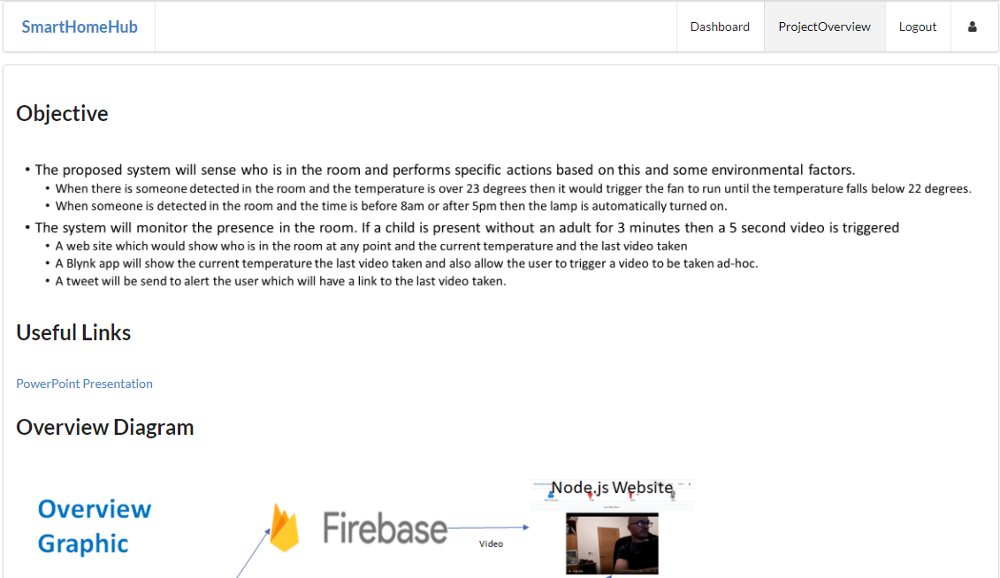 SmartHomeHub
Dashboard
ProjectOverview
Logout
Objective
• The proposed system will sense who is in the room and performs specific actions based on this and some environmental factors.
• When there is someone detected in the room and the temperature is over 23 degrees then it would trigger the fan to run until the temperature falls below 22 degrees.
• When someone is detected in the room and the time is before 8am or after 5pm then the lamp is automatically turned on.
• The system will monitor the presence in the room. If a child is present without an adult for 3 minutes then a 5 second video is triggered
• A web site which would show who is in the room at any point and the current temperature and the last video taken
• A Blynk app will show the current temperature the last video taken and also allow the user to trigger a video to be taken ad-hoc.
• A tweet will be send to alert the user which will have a link to the last video taken.
Useful Links
PowerPoint Presentation
Overview Diagram
Overview
Graphic
Firebase
Video
Node.js Website